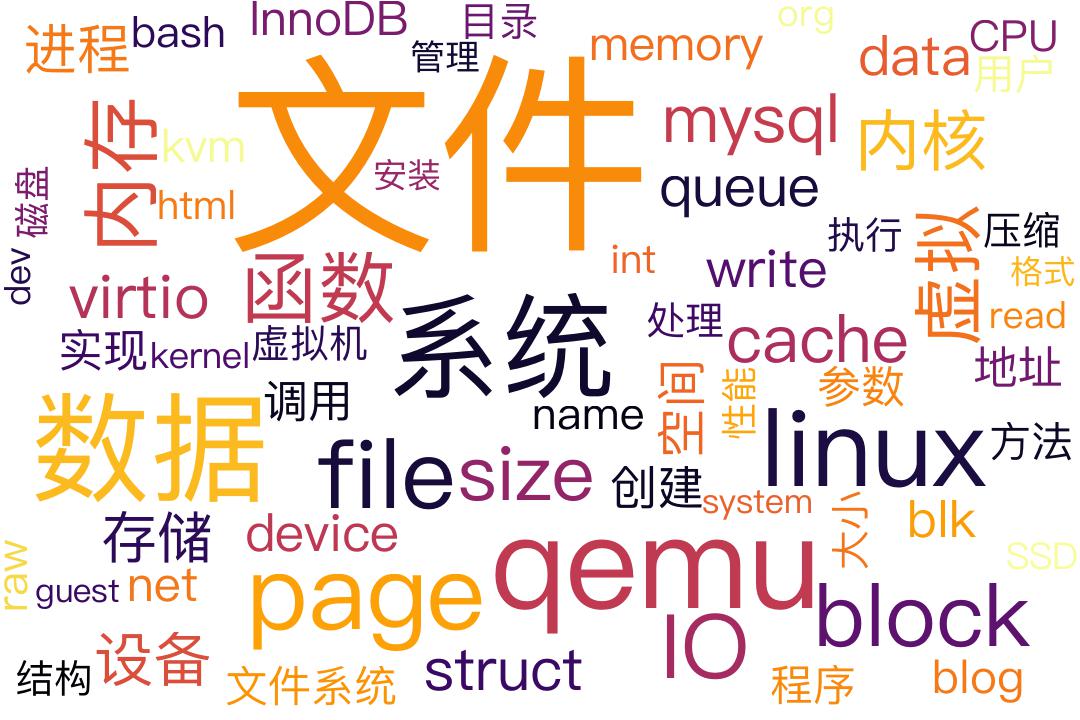 InnoDB
目录
org
进程
bash
管理
memory
data
CPU
用户
文件
内存
kvm
mysql
内核
安装
磁盘
html
queue
dev
执行
虚拟
压缩
virtio
函数
int
write
格式
系统
处理
read
实现
kernel
虚拟机
cache
地址
数据
调用
name
空间
性能
参数
linux
方法
file
size
创建
system
存储
device
大小
blk
raw
guest
net
page
qemu
SSD
IO
block
结构
设备
文件系统
struct
程序
blog